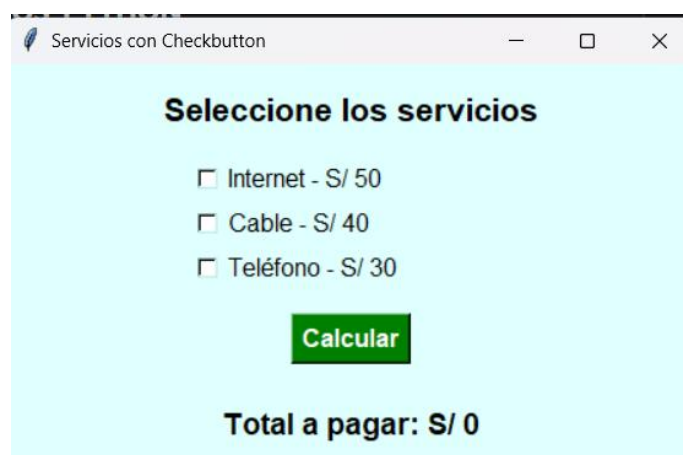 Servicios con Checkbutton
Seleccione los servicios
Internet - S/ 50
Cable - S/ 40
Teléfono - S/ 30
Calcular
Total a pagar: S/ 0